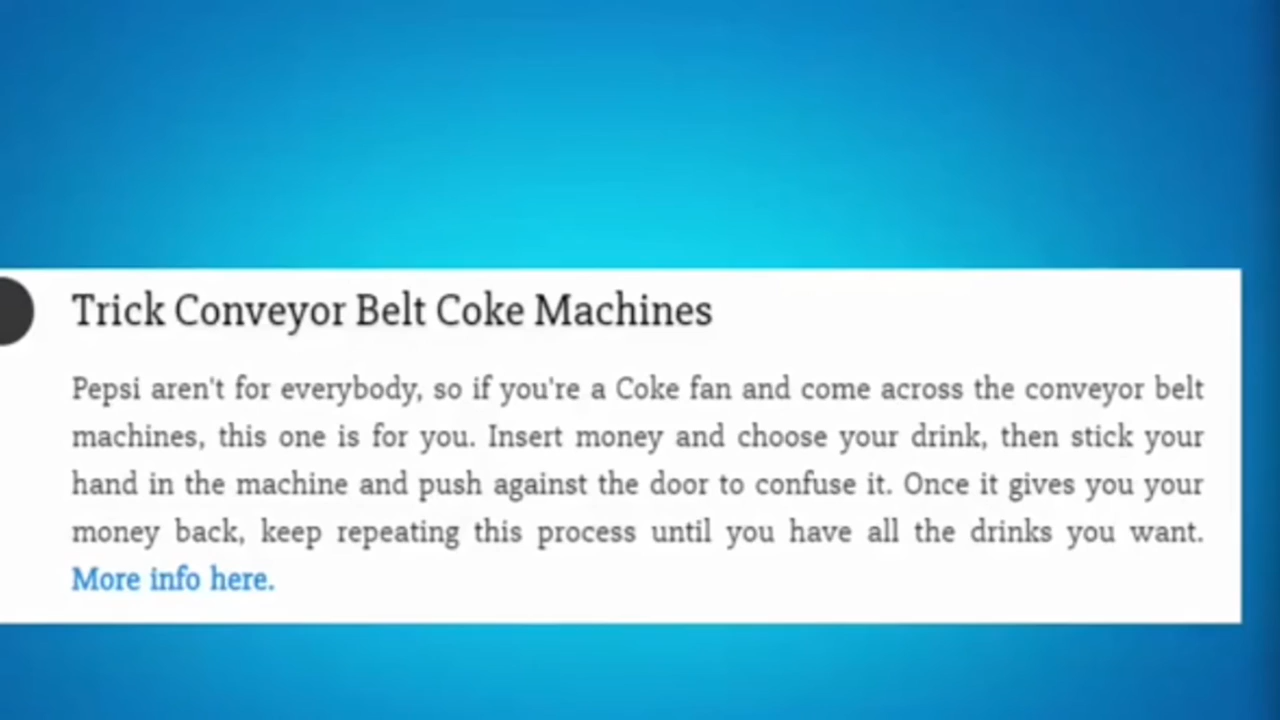 Trick Conveyor Belt Coke Machines
Pepsi aren't for everybody, so if you're a Coke fan and come across the conveyor belt
machines, this one is for you. Insert money and choose your drink, then stick your
hand in the machine and push against the door to confuse it. Once it gives you your
money back, keep repeating this process until you have all the drinks you want.
More info here.